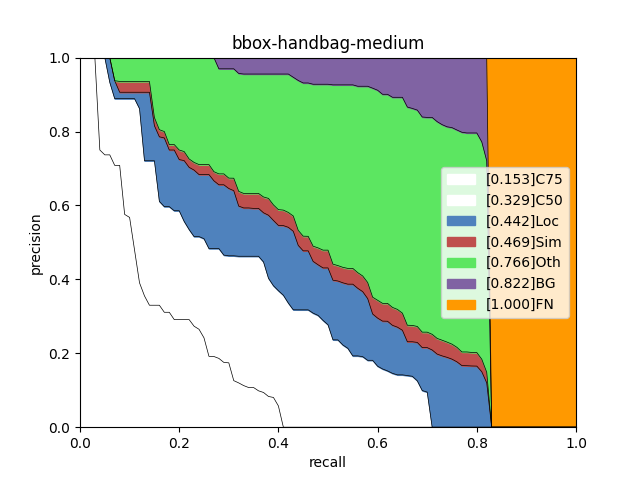 bbox-handbag-medium
1.0
0.8
0.6
0.4
0.2
0.0
precision
[0.153]C75
[0.329]C50
[0.442]Loc
[0.469]Sim
[0.766]Oth
[0.822]BG
[1.000]FN
0.0 0.2 0.4 0.6 0.8 1.0
recall